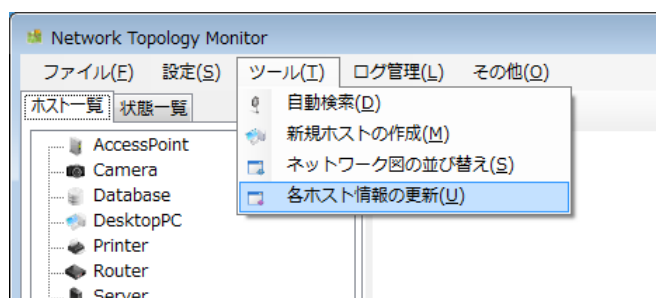 Network Topology Monitor
ファイル(F) 設定(S) ツール(T) ログ管理(L) その他(O)
ホスト一覧 状態一覧
自動検索(D)
新規ホストの作成(M)
ネットワーク図の並び替え(S)
各ホスト情報の更新(U)
AccessPoint
Camera
Database
DesktopPC
Printer
Router
Server